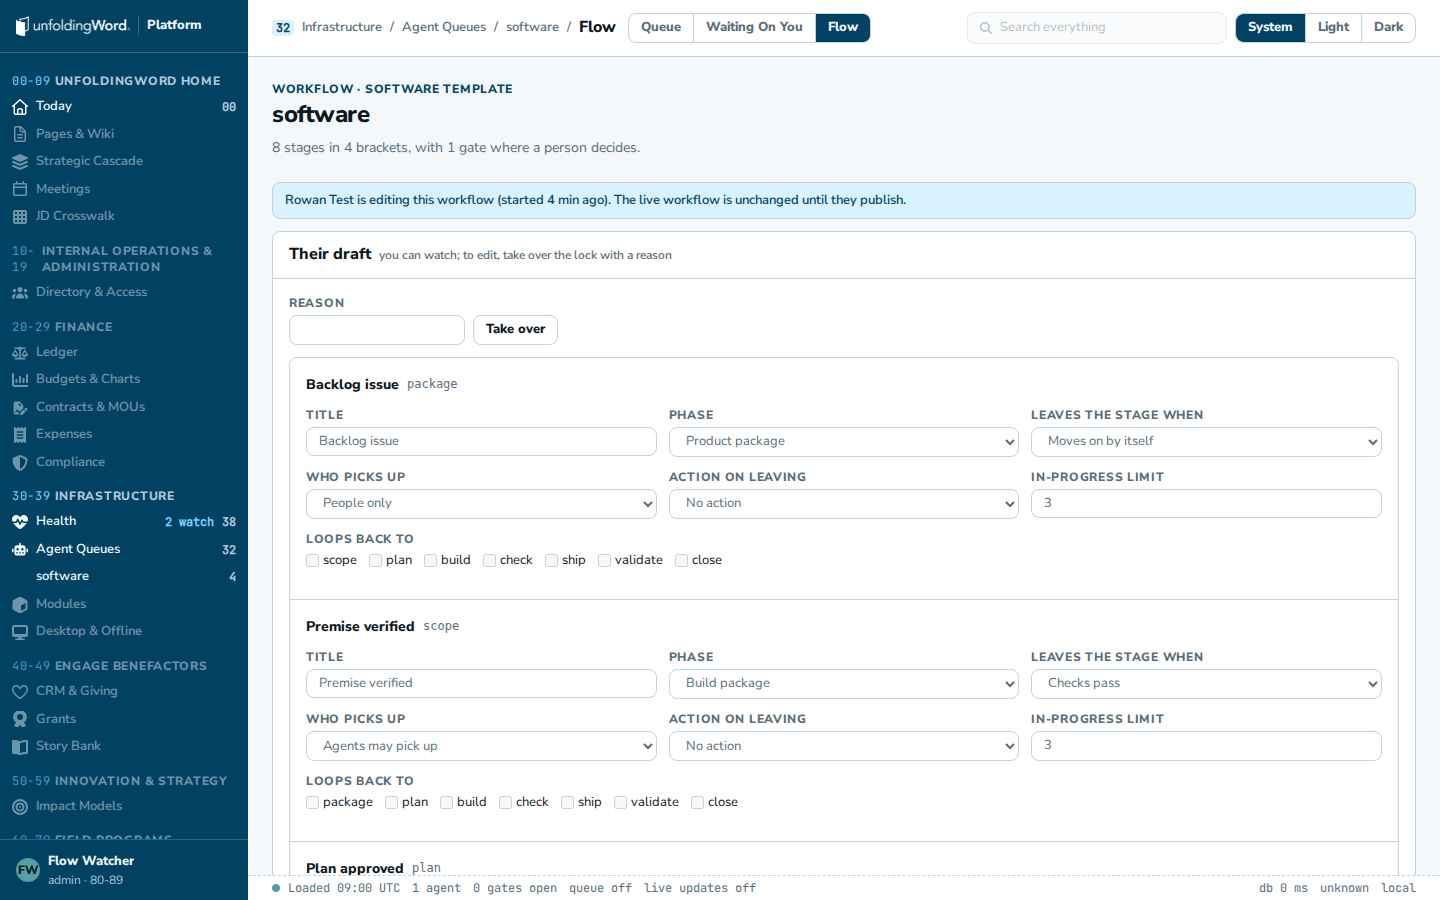 unfoldingWord
Platform
00-09 UNFOLDINGWORD HOME
Today 00
Pages & Wiki
Strategic Cascade
Meetings
JD Crosswalk
10-19 INTERNAL OPERATIONS & ADMINISTRATION
Directory & Access
20-29 FINANCE
Ledger
Budgets & Charts
Contracts & MOUs
Expenses
Compliance
30-39 INFRASTRUCTURE
Health 2 watch 38
Agent Queues 32
software 4
Modules
Desktop & Offline
40-49 ENGAGE BENEFACTORS
CRM & Giving
Grants
Story Bank
50-59 INNOVATION & STRATEGY
Impact Models
60-79 FIELD PROGRAMS
FW Flow Watcher
admin · 80-89
32 Infrastructure / Agent Queues / software / Flow
Queue Waiting On You Flow
Search everything
System Light Dark
WORKFLOW · SOFTWARE TEMPLATE
software
8 stages in 4 brackets, with 1 gate where a person decides.
Rowan Test is editing this workflow (started 4 min ago). The live workflow is unchanged until they publish.
Their draft you can watch; to edit, take over the lock with a reason
REASON
Take over
Backlog issue package
TITLE PHASE LEAVES THE STAGE WHEN
Backlog issue Product package Moves on by itself
WHO PICKS UP ACTION ON LEAVING IN-PROGRESS LIMIT
People only No action 3
LOOPS BACK TO
scope plan build check ship validate close
Premise verified scope
TITLE PHASE LEAVES THE STAGE WHEN
Premise verified Build package Checks pass
WHO PICKS UP ACTION ON LEAVING IN-PROGRESS LIMIT
Agents may pick up No action 3
LOOPS BACK TO
package plan build check ship validate close
Plan approved plan
Loaded 09:00 UTC 1 agent 0 gates open queue off live updates off
db 0 ms unknown local